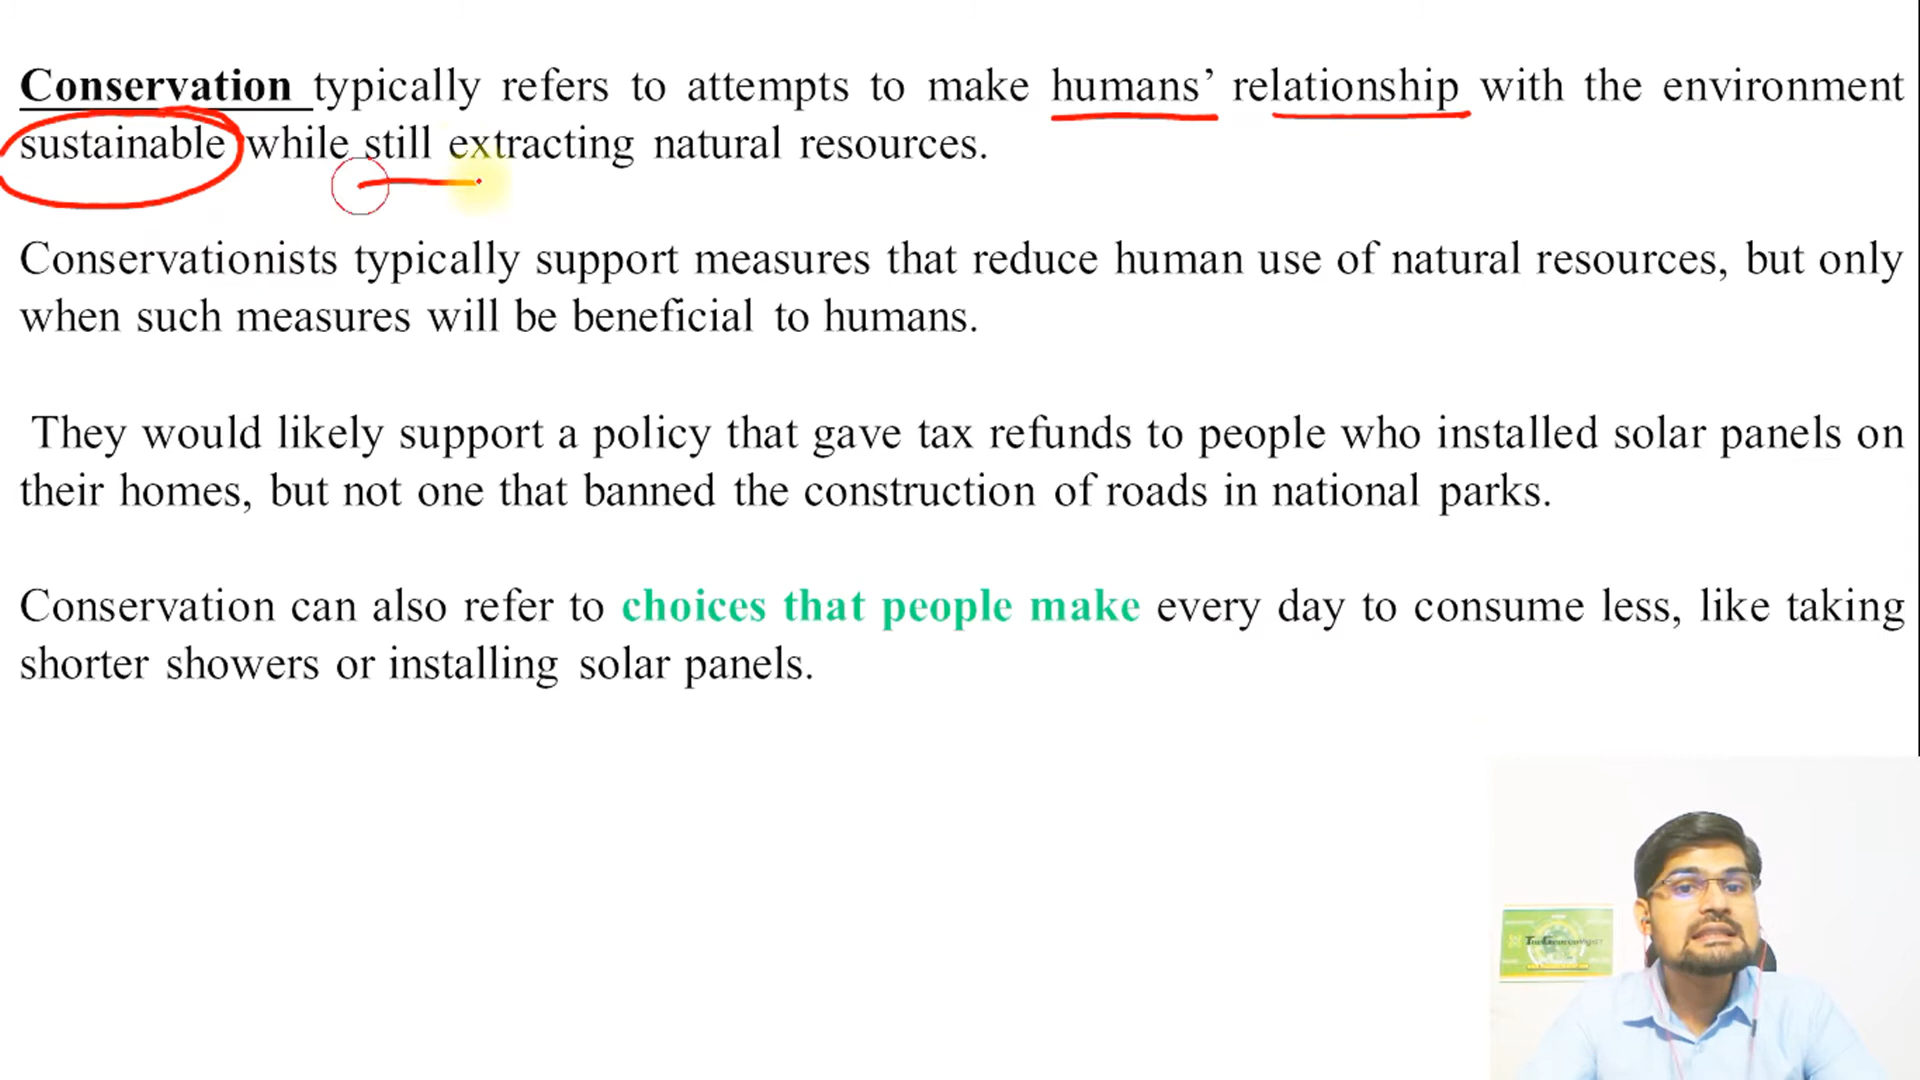 Conservation typically refers to attempts to make humans’ relationship with the environment
sustainable while still extracting natural resources.
Conservationists typically support measures that reduce human use of natural resources, but only
when such measures will be beneficial to humans.
They would likely support a policy that gave tax refunds to people who installed solar panels on
their homes, but not one that banned the construction of roads in national parks.
Conservation can also refer to choices that people make every day to consume less, like taking
shorter showers or installing solar panels.